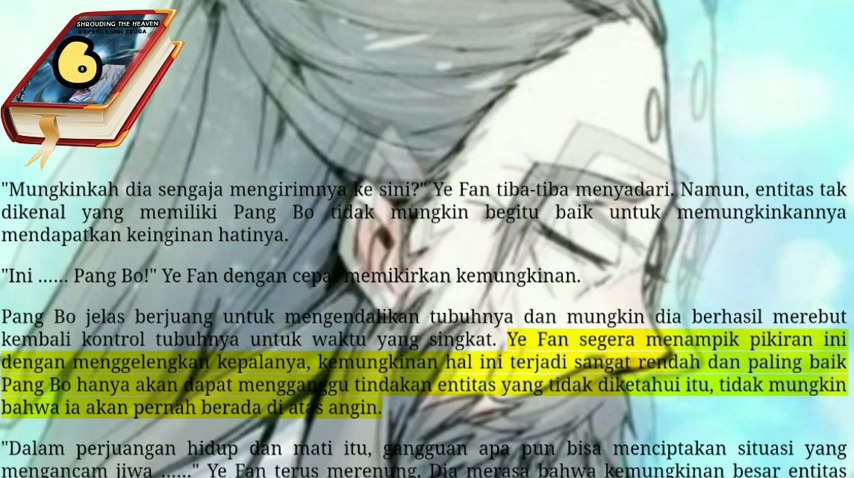 SHROUDING THE HEAVEN
6
"Mungkinkah dia sengaja mengirimnya ke sini?" Ye Fan tiba-tiba menyadari. Namun, entitas tak
dikenal yang memiliki Pang Bo tidak mungkin begitu baik untuk memungkinkannya
mendapatkan keinginan hatinya.
"Ini …… Pang Bo!" Ye Fan dengan cepat memikirkan kemungkinan.
Pang Bo jelas berjuang untuk mengendalikan tubuhnya dan mungkin dia berhasil merebut
kembali kontrol tubuhnya untuk waktu yang singkat. Ye Fan segera menampik pikiran ini
dengan menggelengkan kepalanya, kemungkinan hal ini terjadi sangat rendah dan paling baik
Pang Bo hanya akan dapat mengganggu tindakan entitas yang tidak diketahui itu, tidak mungkin
bahwa ia akan pernah berada di atas angin.
"Dalam perjuangan hidup dan mati itu, gangguan apa pun bisa menciptakan situasi yang
mengancam jiwa ……" Ye Fan terus merenung. Dia merasa bahwa kemungkinan besar entitas